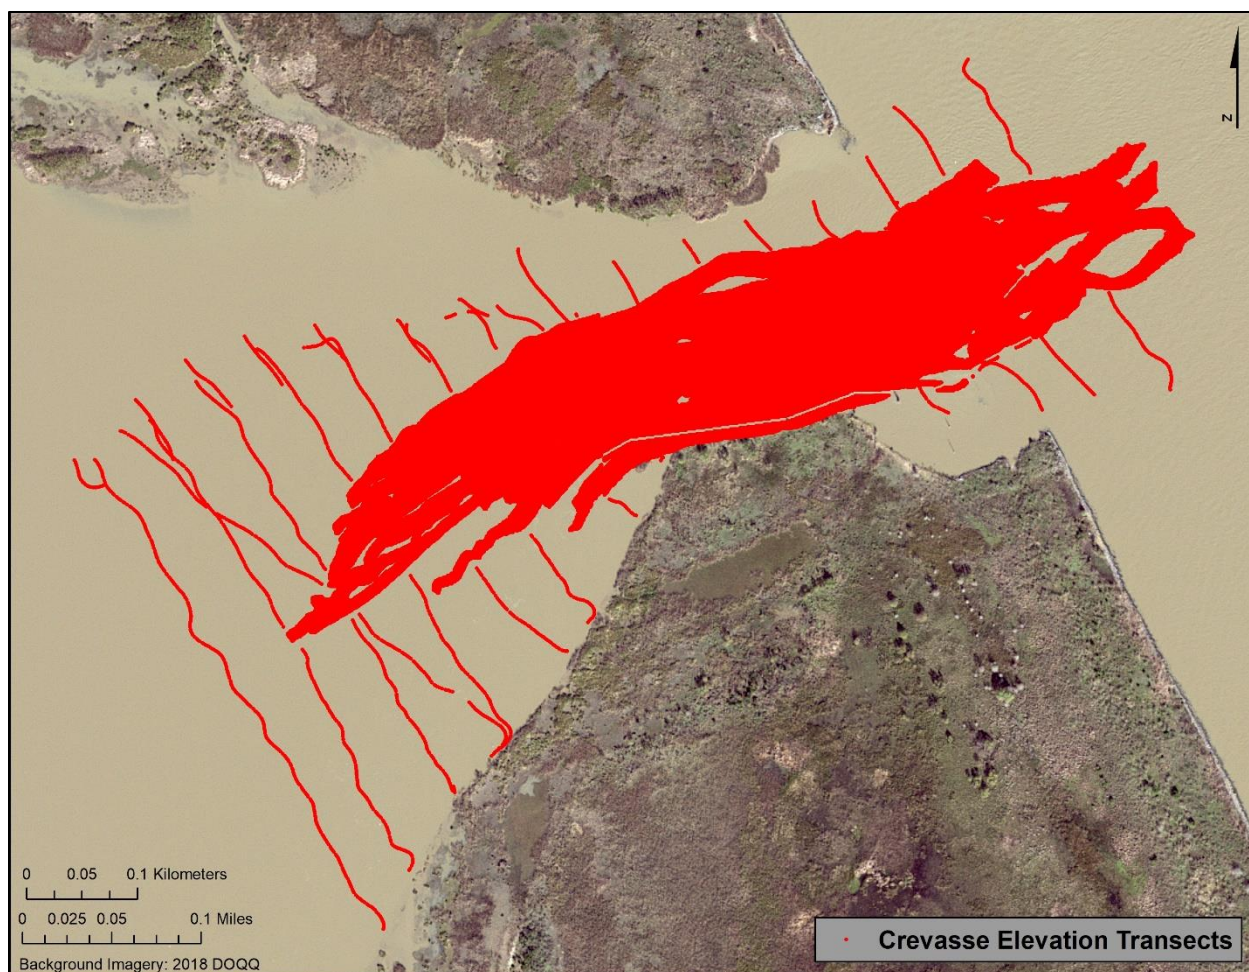 N
0 0.05 0.1 Kilometers
0 0.025 0.05 0.1 Miles
Background Imagery: 2018 DOQQ
Crevasse Elevation Transects